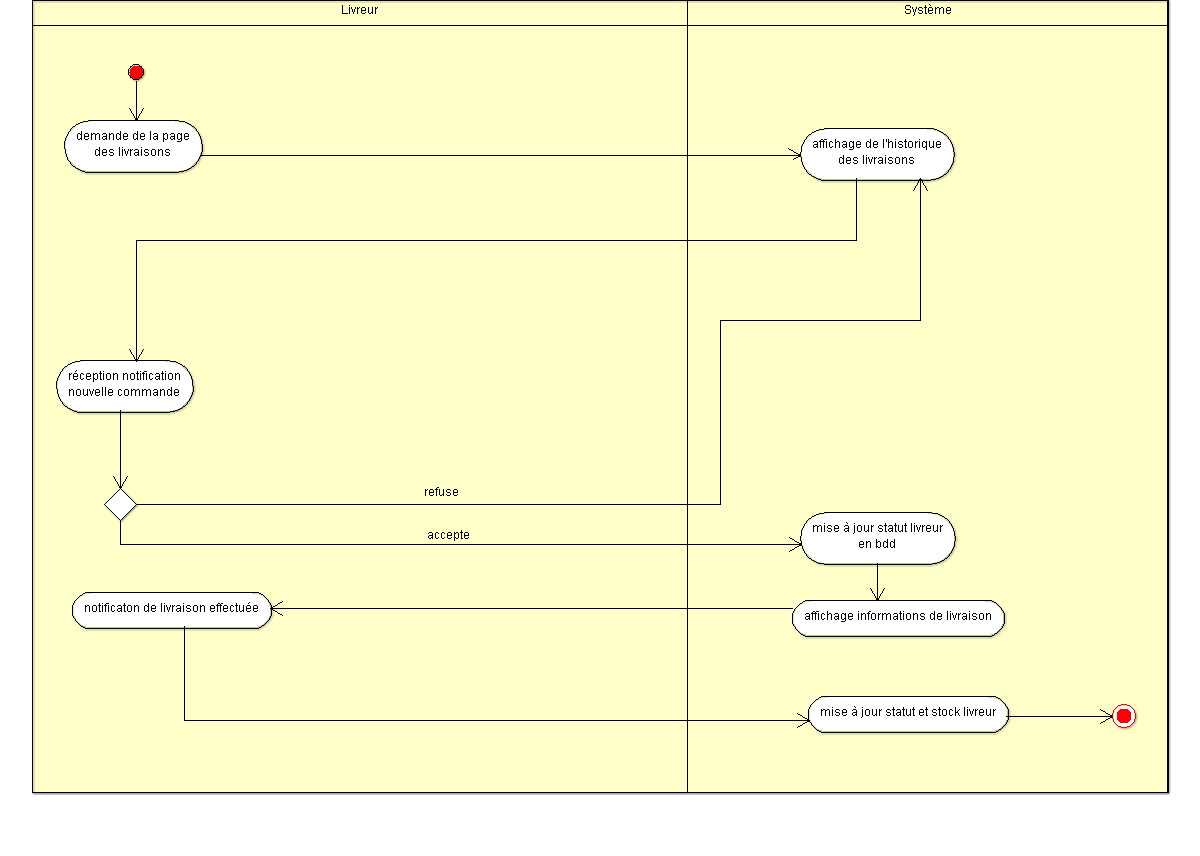 Livreur
Système
demande de la page
des livraisons
affichage de l'historique
des livraisons
réception notification
nouvelle commande
refuse
accepte
mise à jour statut livreur
en bdd
notificaton de livraison effectuée
affichage informations de livraison
mise à jour statut et stock livreur